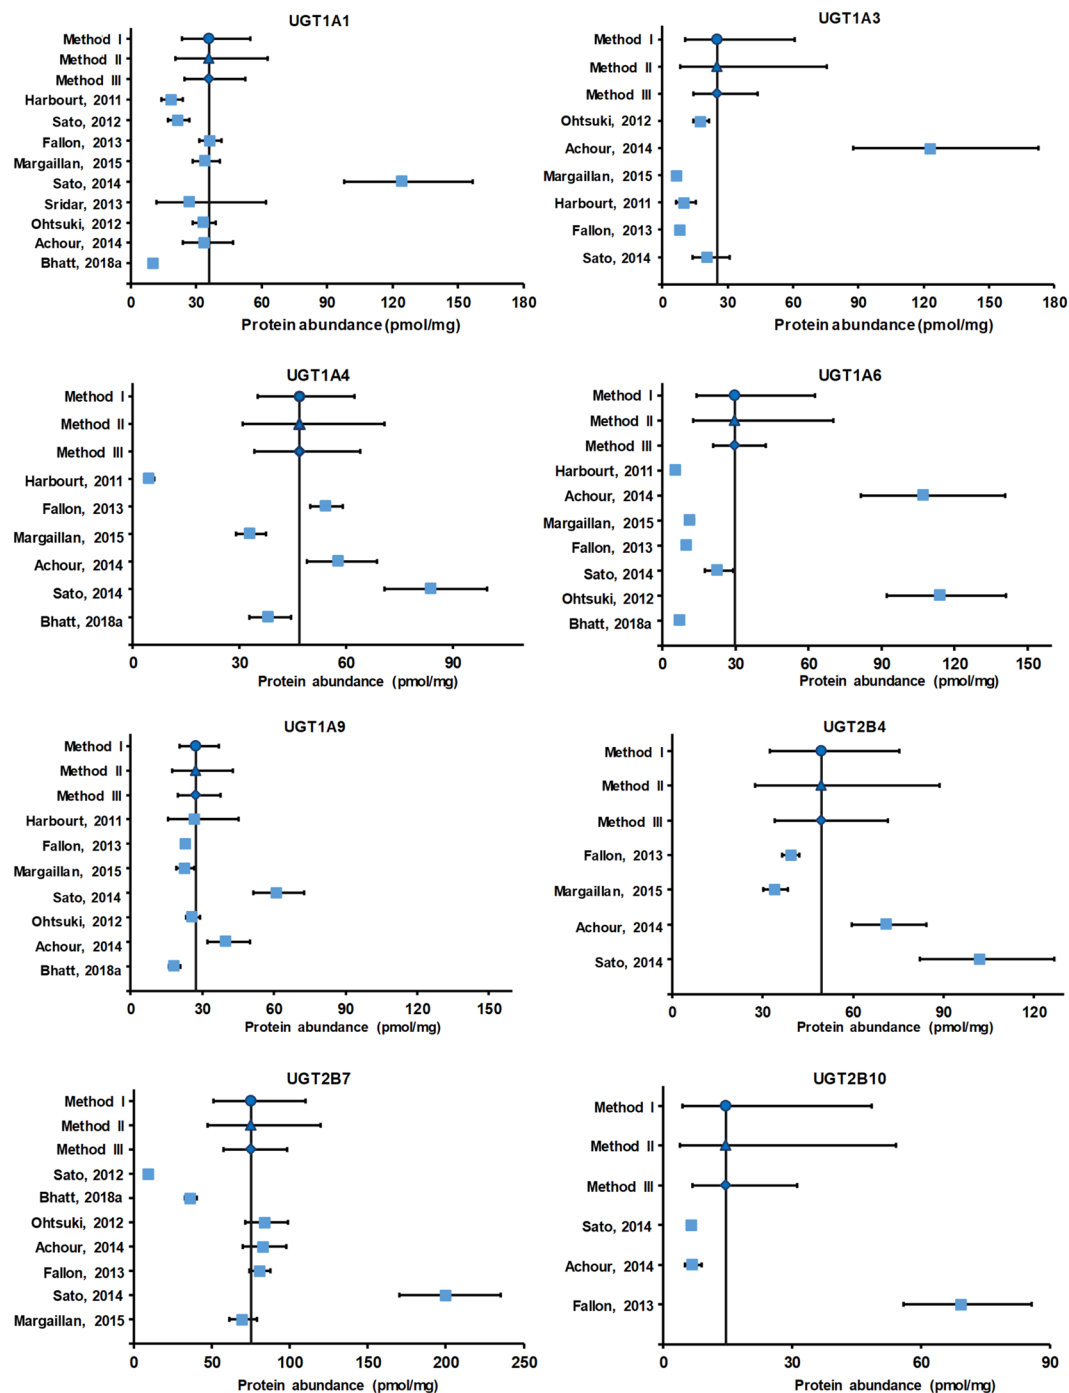 UGT1A1
Method I
Method II
Method III
Harbourt, 2011
Sato, 2012
Fallon, 2013
Margaillan, 2015
Sato, 2014
Sridar, 2013
Ohtsuki, 2012
Achour, 2014
Bhatt, 2018a
0 30 60 90 120 150 180
Protein abundance (pmol/mg)
UGT1A3
Method I
Method II
Method III
Ohtsuki, 2012
Achour, 2014
Margaillan, 2015
Harbourt, 2011
Fallon, 2013
Sato, 2014
0 30 60 90 120 150 180
Protein abundance (pmol/mg)
UGT1A4
Method I
Method II
Method III
Harbourt, 2011
Fallon, 2013
Margaillan, 2015
Achour, 2014
Sato, 2014
Bhatt, 2018a
0 30 60 90
Protein abundance (pmol/mg)
UGT1A6
Method I
Method II
Method III
Harbourt, 2011
Achour, 2014
Margaillan, 2015
Fallon, 2013
Sato, 2014
Ohtsuki, 2012
Bhatt, 2018a
0 30 60 90 120 150
Protein abundance (pmol/mg)
UGT1A9
Method I
Method II
Method III
Harbourt, 2011
Fallon, 2013
Margaillan, 2015
Sato, 2014
Ohtsuki, 2012
Achour, 2014
Bhatt, 2018a
0 30 60 90 120 150
Protein abundance (pmol/mg)
UGT2B4
Method I
Method II
Method III
Fallon, 2013
Margaillan, 2015
Achour, 2014
Sato, 2014
0 30 60 90 120
Protein abundance (pmol/mg)
UGT2B7
Method I
Method II
Method III
Sato, 2012
Bhatt, 2018a
Ohtsuki, 2012
Achour, 2014
Fallon, 2013
Sato, 2014
Margaillan, 2015
0 50 100 150 200 250
Protein abundance (pmol/mg)
UGT2B10
Method I
Method II
Method III
Sato, 2014
Achour, 2014
Fallon, 2013
0 30 60 90
Protein abundance (pmol/mg)